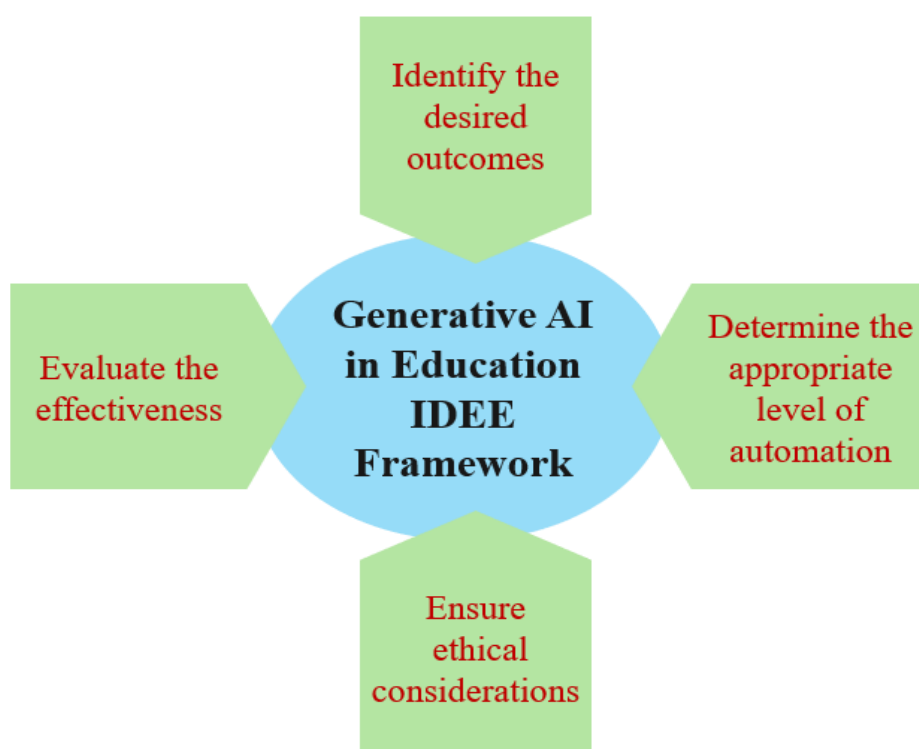 Identify the
desired
outcomes
Generative AI
in Education
IDEE
Framework
Determine the
appropriate
level of
automation
Evaluate the
effectiveness
Ensure
ethical
considerations